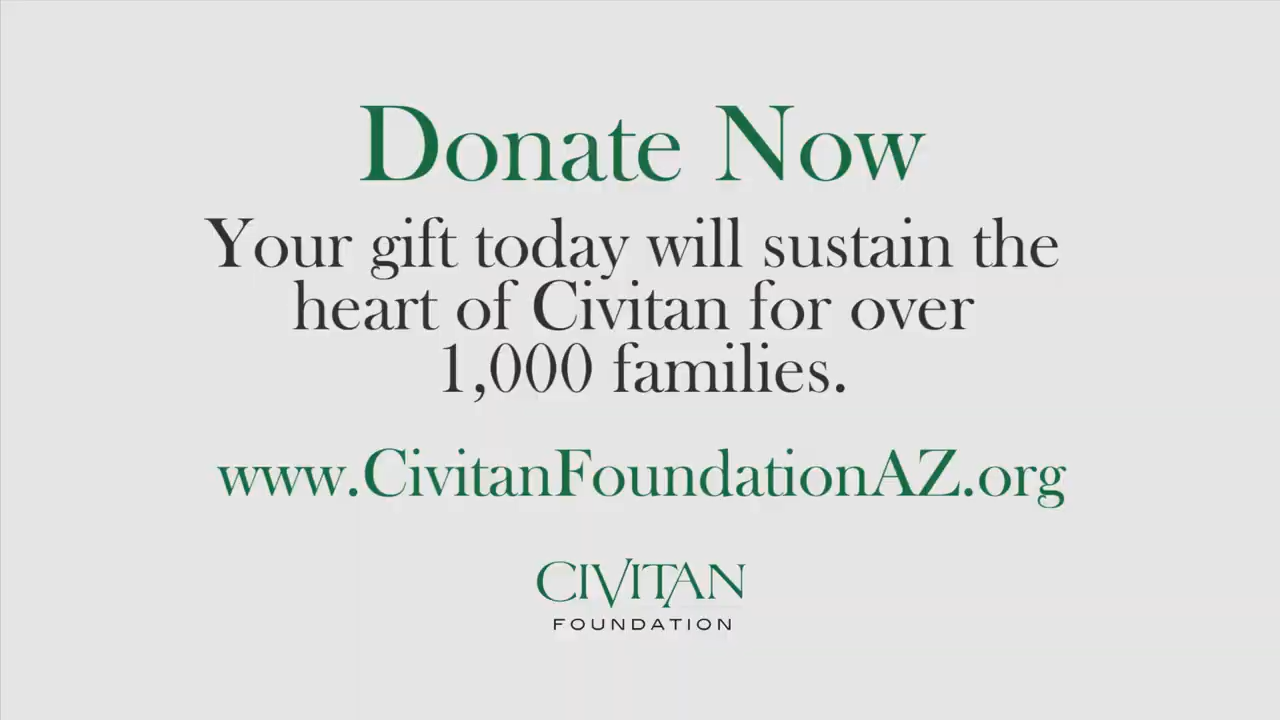 Donate Now
Your gift today will sustain the
heart of Civitan for over
1,000 families.
www.CivitanFoundationAZ.org
CIVITAN
FOUNDATION